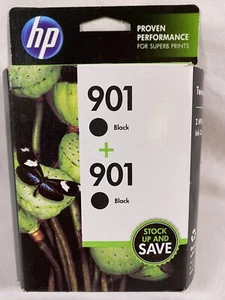 hp
PROVEN
PERFORMANCE
FOR SUPERB PRINTS
901
Black
+
901
Black
STOCK UP AND
SAVE